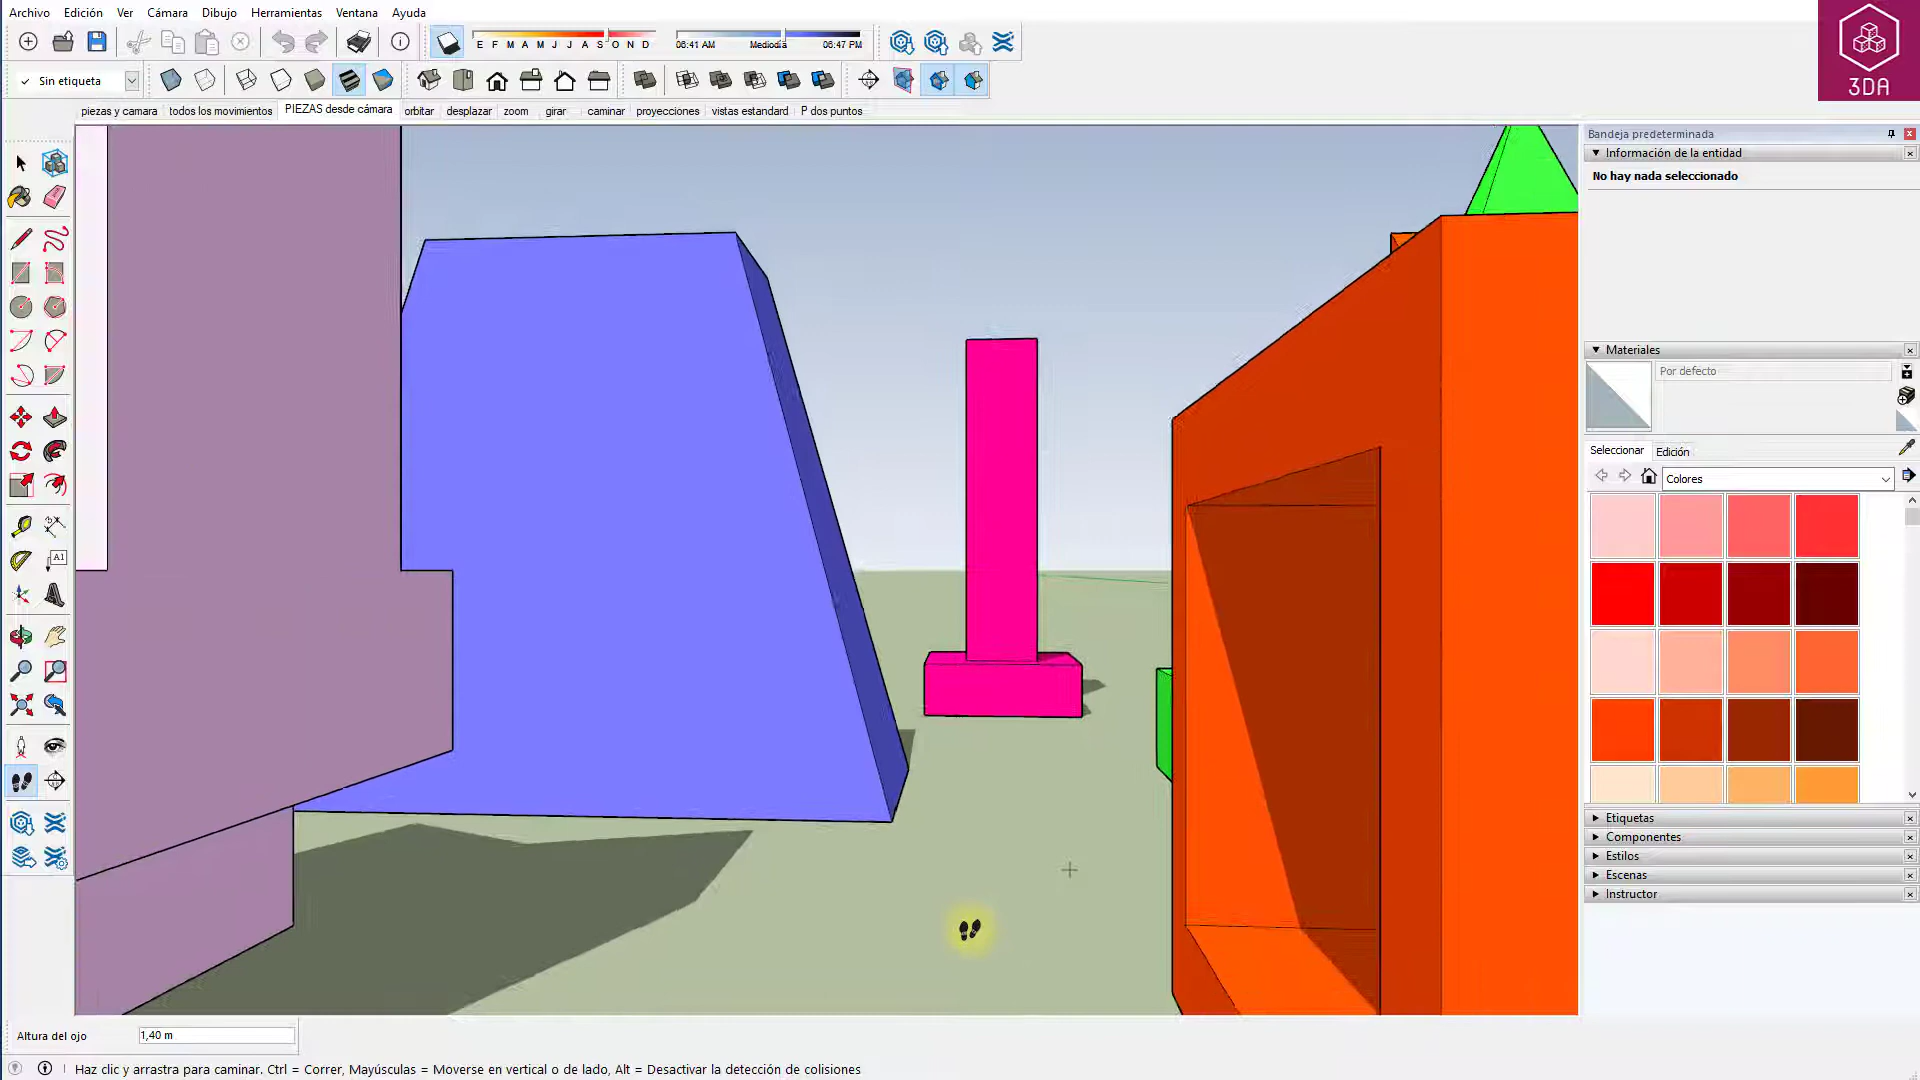 Archivo Edición Ver Cámara Dibujo Herramientas Ventana Ayuda
E F M A M J J A S O N D
06:41 AM Mediodía 06:47 PM
3DA
Sin etiqueta
piezas y camara todos los movimientos PIEZAS desde cámara orbitar desplazar zoom girar caminar proyecciones vistas estandard P dos puntos
Bandeja predeterminada
Información de la entidad
No hay nada seleccionado
Materiales
Por defecto
Seleccionar Edición
Colores
A1
Etiquetas
Componentes
Estilos
Escenas
Instructor
Altura del ojo 1,40 m
Haz clic y arrastra para caminar. Ctrl = Correr, Mayúsculas = Moverse en vertical o de lado, Alt = Desactivar la detección de colisiones